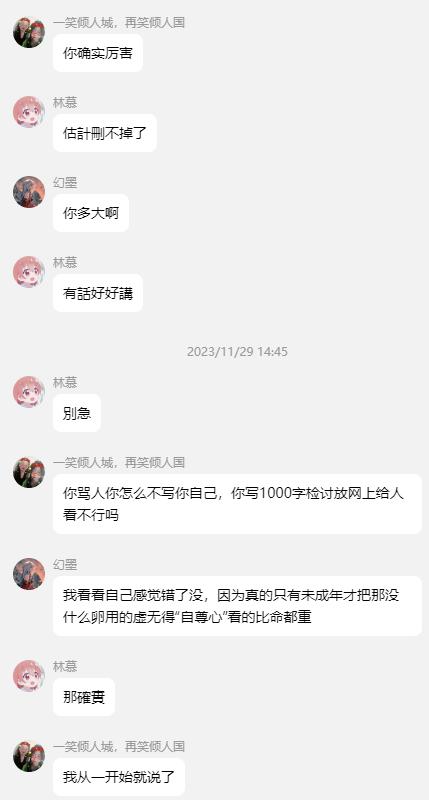 一笑倾人城，再笑倾人国
你确实厉害
林慕
估計刪不掉了
幻墨
你多大啊
林慕
有話好好講
2023/11/29 14:45
林慕
別急
一笑倾人城，再笑倾人国
你骂人你怎么不写你自己，你写1000字检讨放网上给人
看不行吗
幻墨
我看看自己感觉错了没，因为真的只有未成年才把那没
什么卵用的虚无得“自尊心”看的比命都重
林慕
那確實
一笑倾人城，再笑倾人国
我从一开始就说了